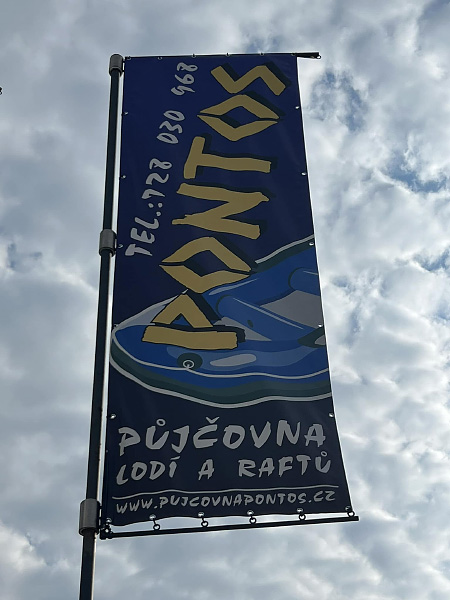 TEL.:728 030 968
PONTOS
PŮJČOVNA
LODÍ A RAFTŮ
WWW.PUJCOVNAPONTOS.CZ